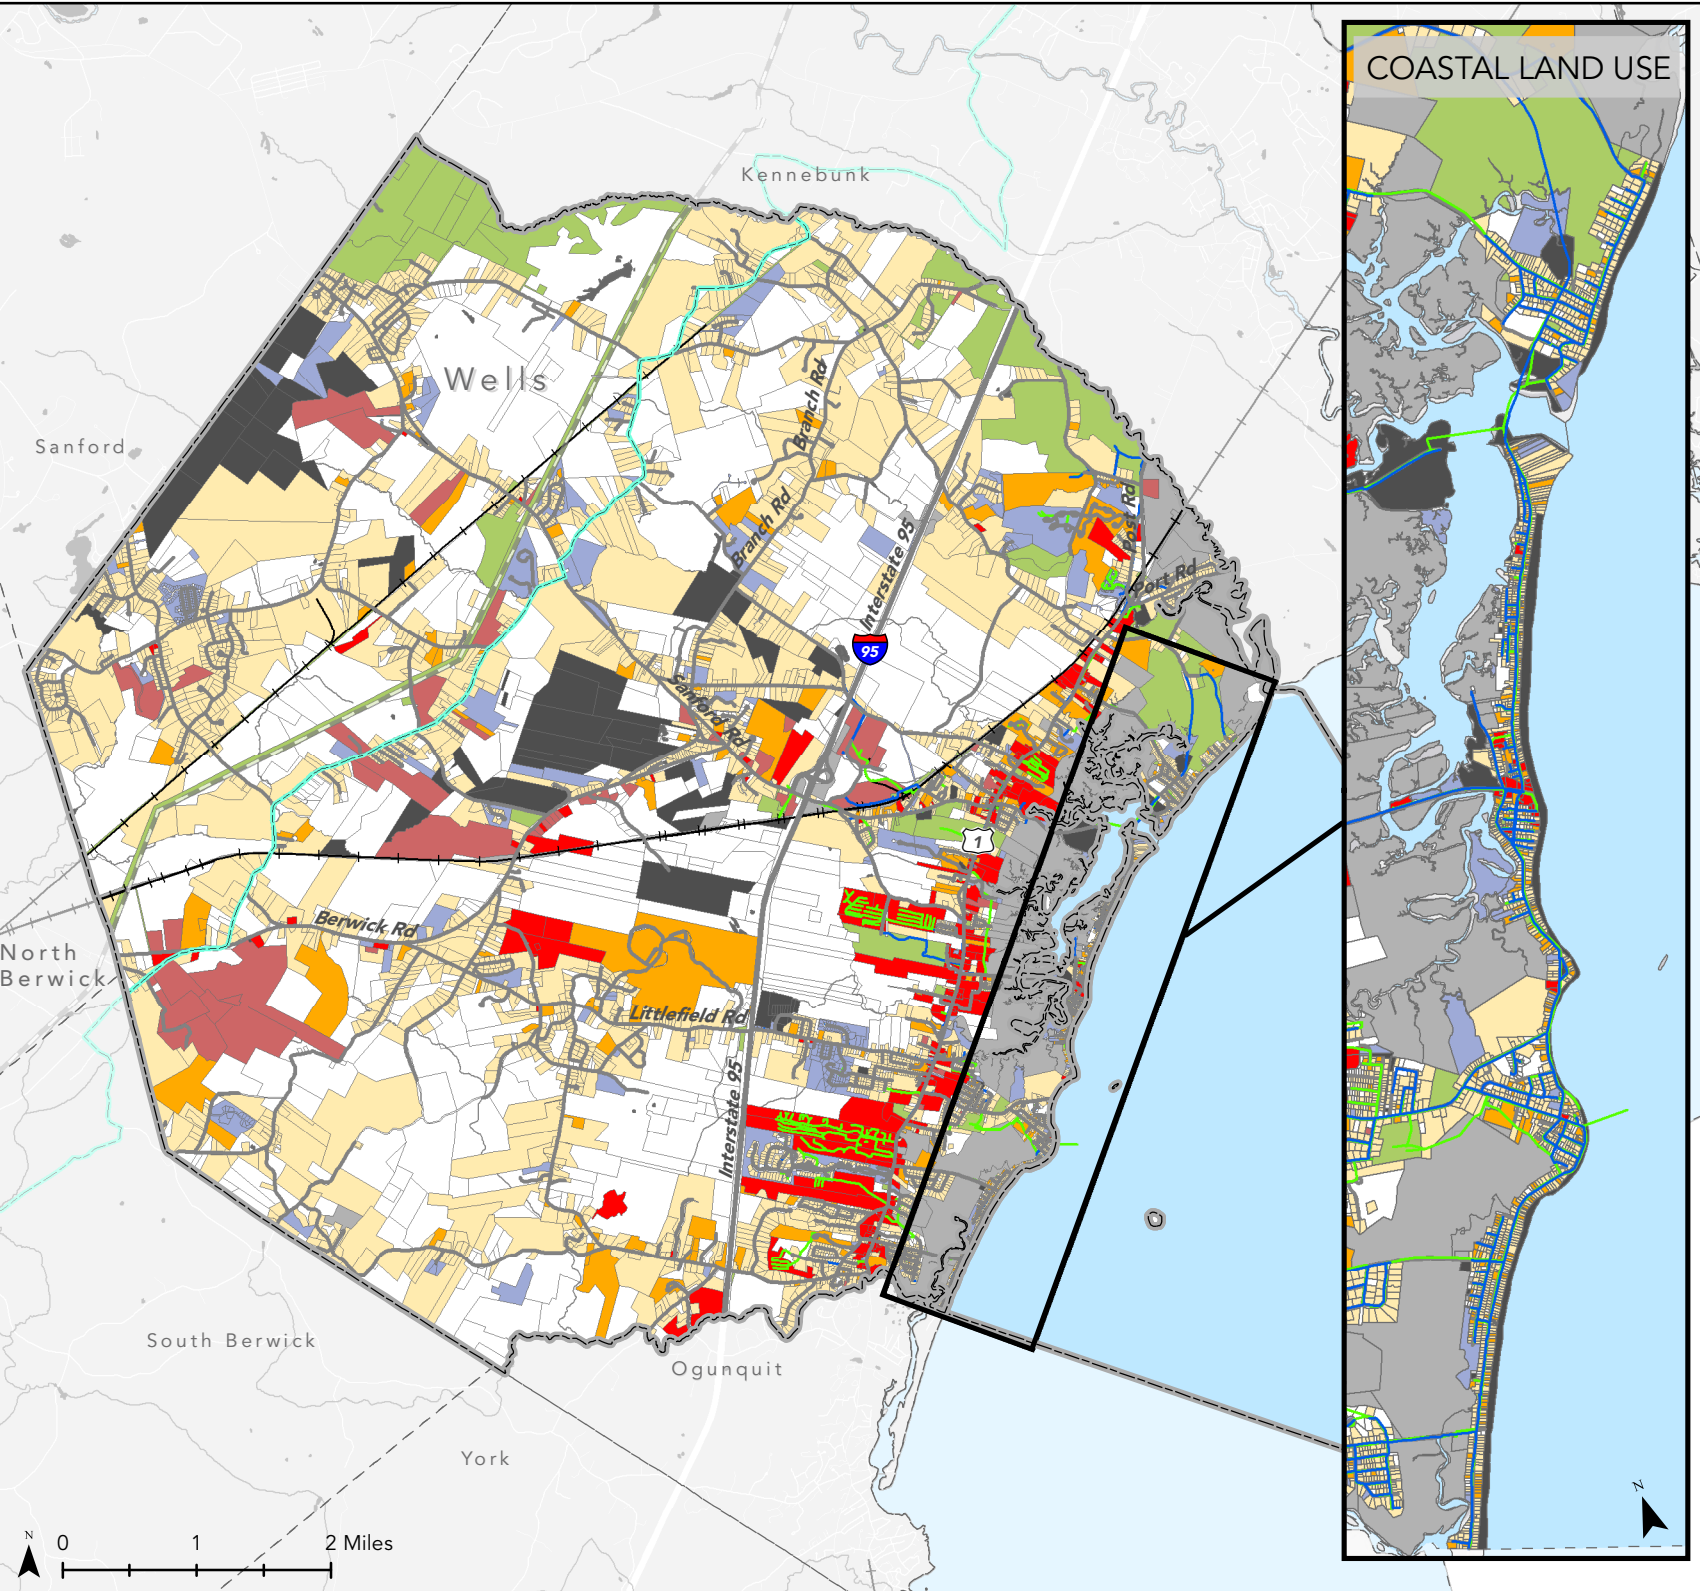 COASTAL LAND USE
Kennebunk
Wells
Branch Rd
Sanford
Post Rd
Branch Rd
Interstate 95
Port Rd
95
Sanford Rd
1
Berwick Rd
North
Berwick
Littlefield Rd
Interstate 95
South Berwick
Ogunquit
York
N
N
0 1 2 Miles